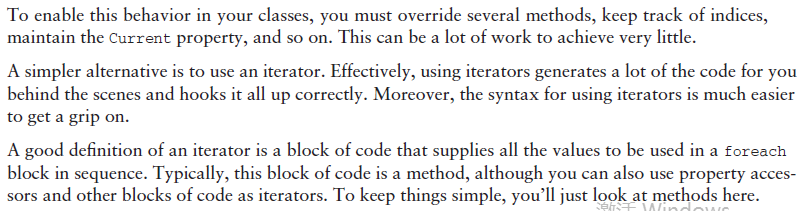 To enable this behavior in your classes, you must override several methods, keep track of indices,
maintain the Current property, and so on. This can be a lot of work to achieve very little.
A simpler alternative is to use an iterator. Effectively, using iterators generates a lot of the code for you
behind the scenes and hooks it all up correctly. Moreover, the syntax for using iterators is much easier
to get a grip on.
A good definition of an iterator is a block of code that supplies all the values to be used in a foreach
block in sequence. Typically, this block of code is a method, although you can also use property acces-
sors and other blocks of code as iterators. To keep things simple, you’ll just look at methods here.
激活 Windows